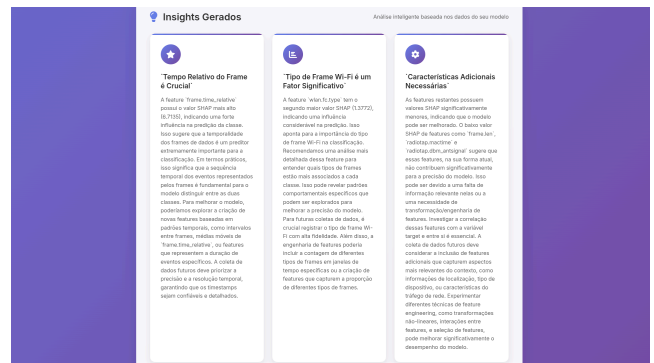 Insights Gerados
Análise Inteligente baseada nos dados do seu modelo
`Tempo Relativo do Frame
é Crucial`
A feature `frame.time_relative`
possui o valor SHAP mais alto
(6.7135), indicando uma forte
influência na predição da classe.
Isso sugere que a temporalidade
dos frames de dados é um preditor
extremamente importante para a
classificação. Em termos práticos,
isso significa que a sequência
temporal dos eventos representados
pelos frames é fundamental para o
modelo distinguir entre as duas
classes. Para melhorar o modelo,
poderíamos explorar a criação de
novas features baseadas em
padrões temporais, como intervalos
entre frames, médias móveis de
`frame.time_relative`, ou features
que representem a duração de
eventos específicos. A coleta de
dados futuros deve priorizar a
precisão e a resolução temporal,
garantindo que os timestamps
sejam confiáveis e detalhados.
`Tipo de Frame Wi-Fi é um
Fator Significativo`
A feature `wlan.fc.type` tem o
segundo maior valor SHAP (1.3772),
indicando uma influência
considerável na predição. Isso
aponta para a importância do tipo
de frame Wi-Fi na classificação.
Recomendamos uma análise mais
detalhada dessa feature para
entender quais tipos de frames
estão mais associados a cada
classe. Isso pode revelar padrões
comportamentais específicos que
podem ser explorados para
melhorar a precisão do modelo.
Para futuras coletas de dados, é
crucial registrar o tipo de frame Wi-
Fi com alta fidelidade. Além disso, a
engenharia de features poderia
incluir a contagem de diferentes
tipos de frames em janelas de
tempo específicas ou a criação de
features que capturem a proporção
de diferentes tipos de frames.
`Características Adicionais
Necessárias`
As features restantes possuem
valores SHAP significativamente
menores, indicando que o modelo
pode ser melhorado. O baixo valor
SHAP de features como `frame.len`,
`radiotap.mactime` e
`radiotap.dbm_antsignal` sugere que
essas features, na sua forma atual,
não contribuem significativamente
para a precisão do modelo. Isso
pode ser devido a uma falta de
informação relevante nelas ou a
uma necessidade de
transformação/engenharia de
features. Investigar a correlação
dessas features com a variável
target e entre si é essencial. A
coleta de dados futuros deve
considerar a inclusão de features
adicionais que capturem aspectos
mais relevantes do contexto, como
informações de localização, tipo de
dispositivo, ou características do
tráfego de rede. Experimentar
diferentes técnicas de feature
engineering, como transformações
não-lineares, interações entre
features, e seleção de features,
pode melhorar significativamente o
desempenho do modelo.